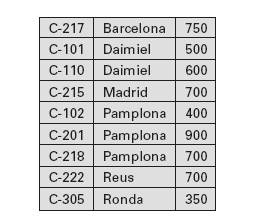 C-217 Barcelona 750
C-101 Daimiel 500
C-110 Daimiel 600
C-215 Madrid 700
C-102 Pamplona 400
C-201 Pamplona 900
C-218 Pamplona 700
C-222 Reus 700
C-305 Ronda 350